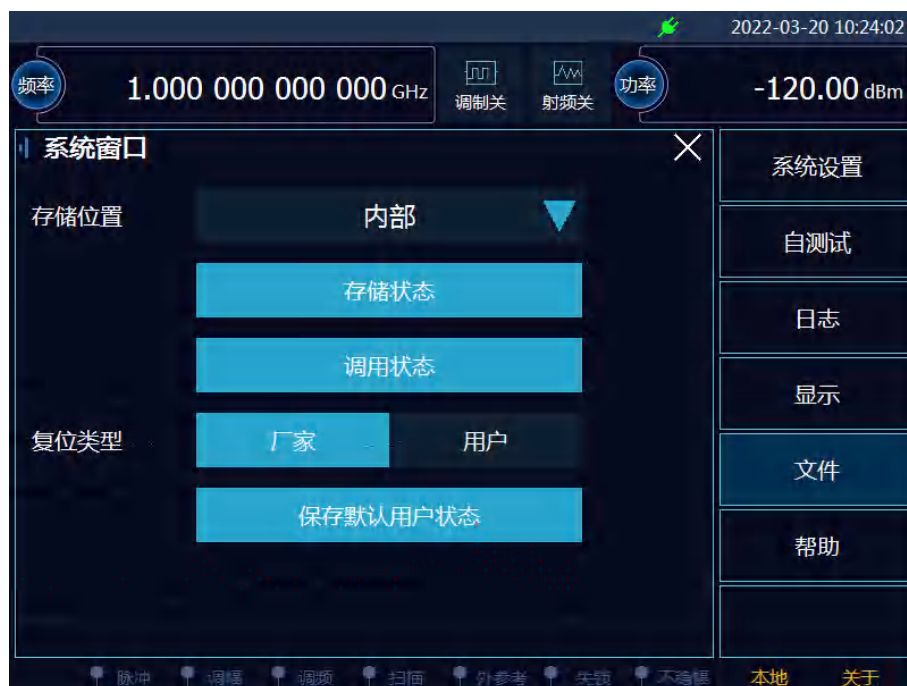 2022-03-20 10:24:02
频率 1.000 000 000 000 GHz 调制关 射频关 功率 -120.00 dBm
系统窗口
系统设置
存储位置 内部
自测试
存储状态
日志
调用状态
显示
复位类型 厂家 用户
文件
保存默认用户状态
帮助
脉冲 调幅 调频 扫描 外参考 失锁 不稳幅 本地 关于